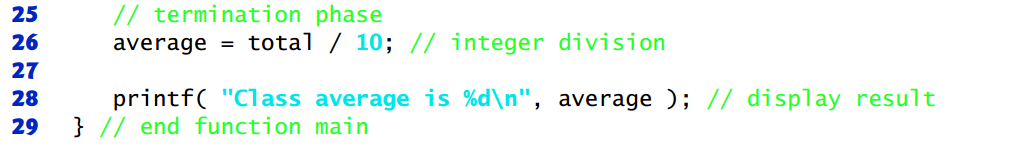 25 // termination phase
26 average = total / 10; // integer division
27
28 printf( "Class average is %d\n", average ); // display result
29 } // end function main